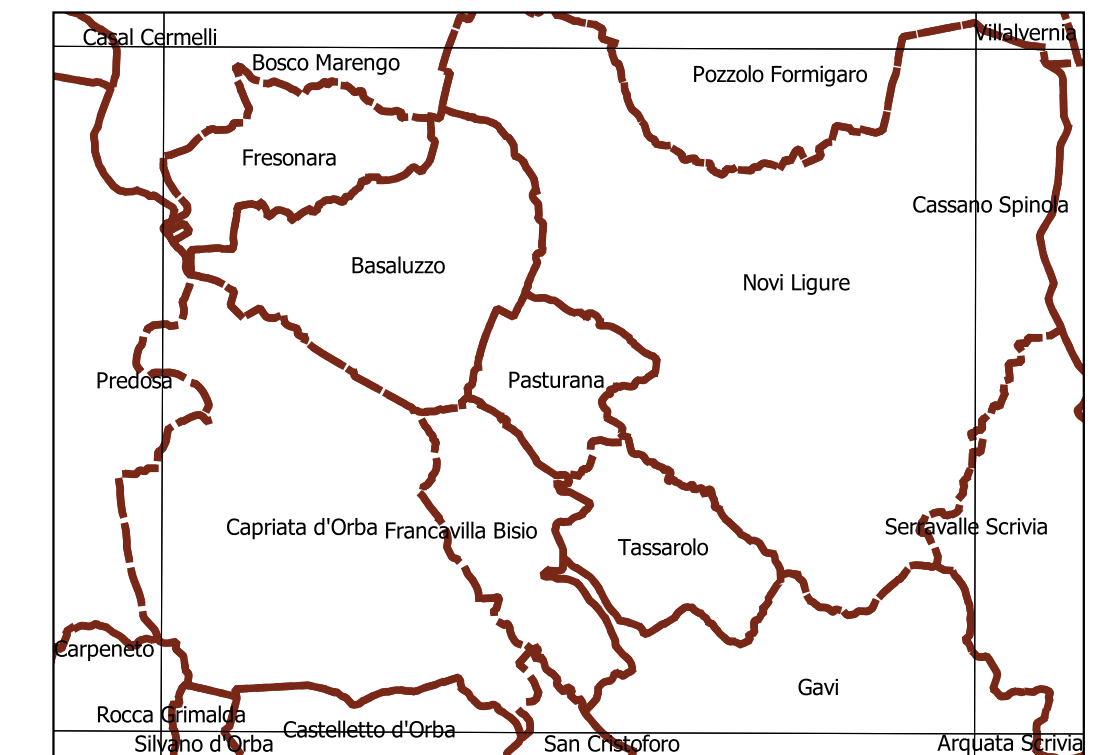 Villalvernia
Casal Cermelli
Bosco Marengo
Pozzolo Formigaro
Fresonara
Cassano Spinola
Basaluzzo
Novi Ligure
Predosa
Pasturana
Capriata d'Orba
Francavilla Bisio
Serravalle Scrivia
Tassarolo
Carpeneto
Gavi
Rocca Grimalda
Castelletto d'Orba
Silvano d'Orba
San Cristoforo
Arquata Scrivia